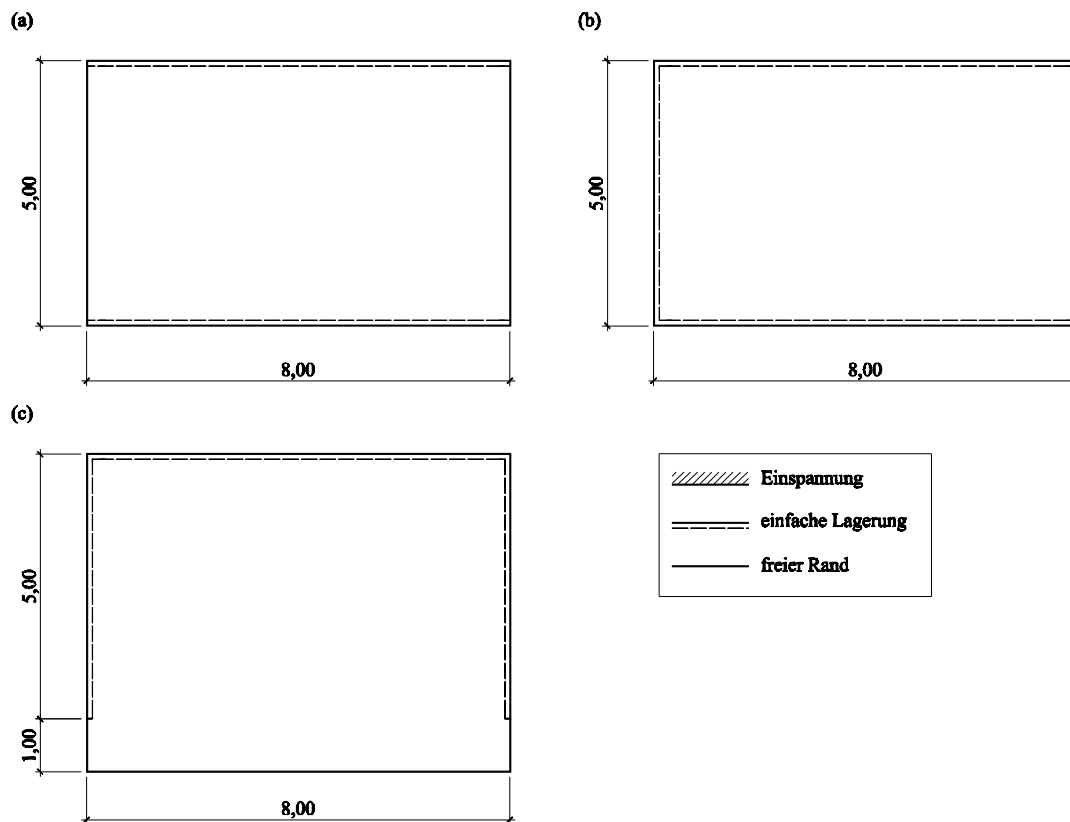 (a)
(b)
5,00
5,00
8,00
8,00
(c)
5,00
1,00
8,00
Einspannung
einfache Lagerung
freier Rand